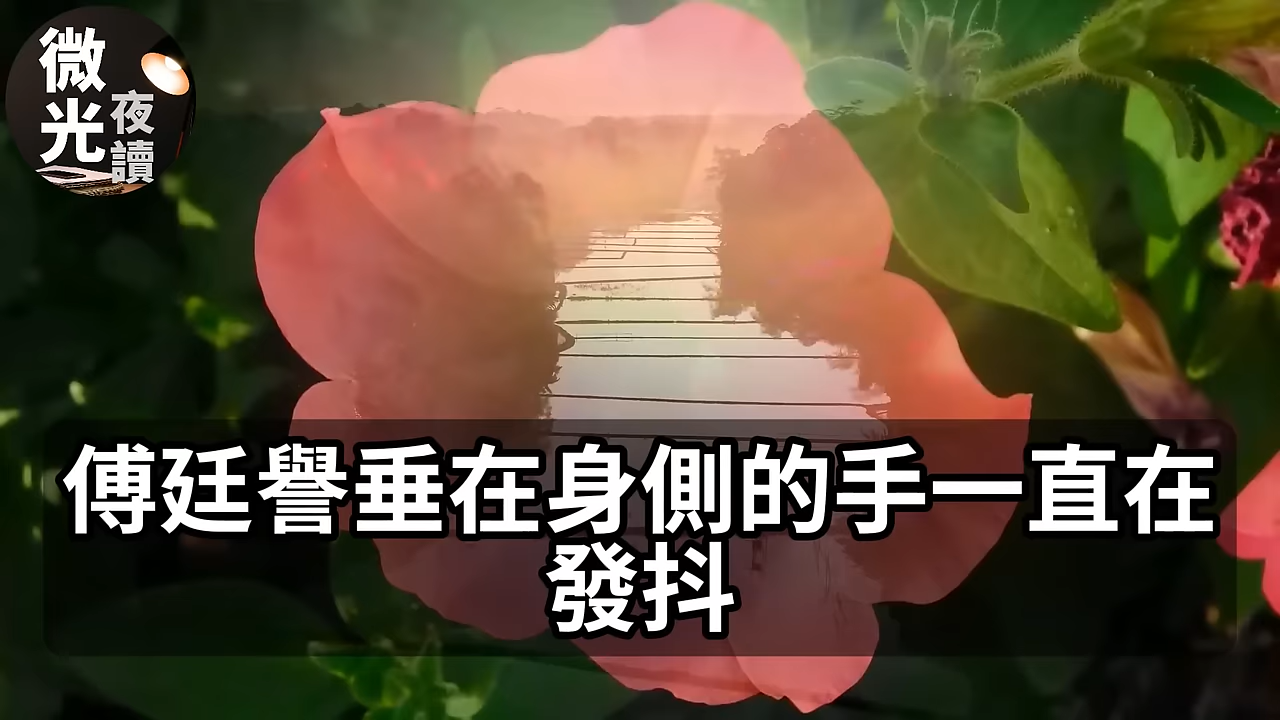 微光
夜讀
傅廷譽垂在身側的手一直在
發抖